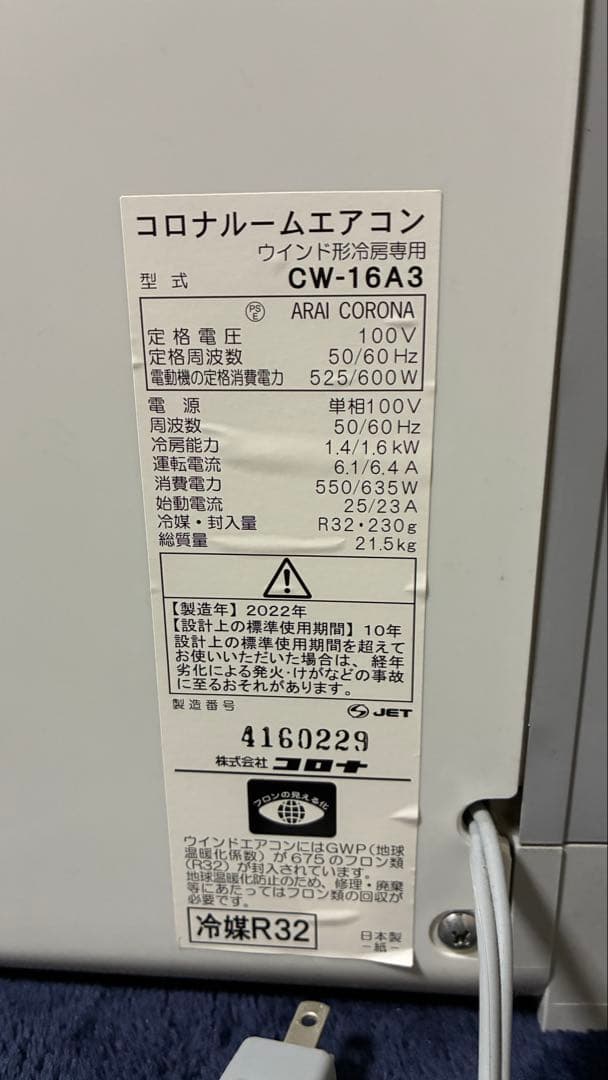 コロナルームエアコン
ウインド形冷房専用
型式 CW-16A3
PS E ARAI CORONA
定格電圧 100V
定格周波数 50/60 Hz
電動機の定格消費電力 525/600W
電源 単相100V
周波数 50/60 Hz
冷房能力 1.4/1.6 kW
運転電流 6.1/6.4 A
消費電力 550/635W
始動電流 25/23 A
冷媒・封入量 R32・230g
総質量 21.5kg
【製造年】2022年
【設計上の標準使用期間】10年
設計上の標準使用期間を超えて
お使いいただいた場合は、経年
劣化による発火・けがなどの事故
に至るおそれがあります。
製造番号 JET
4160229
株式会社 コロナ
フロンの見える化
ウインドエアコンにはGWP(地球
温暖化係数)が675のフロン類
(R32)が封入されています。
地球温暖化防止のため、修理・廃棄
等にあたってはフロン類の回収が
必要です。
冷媒R32
日本製
－紙－